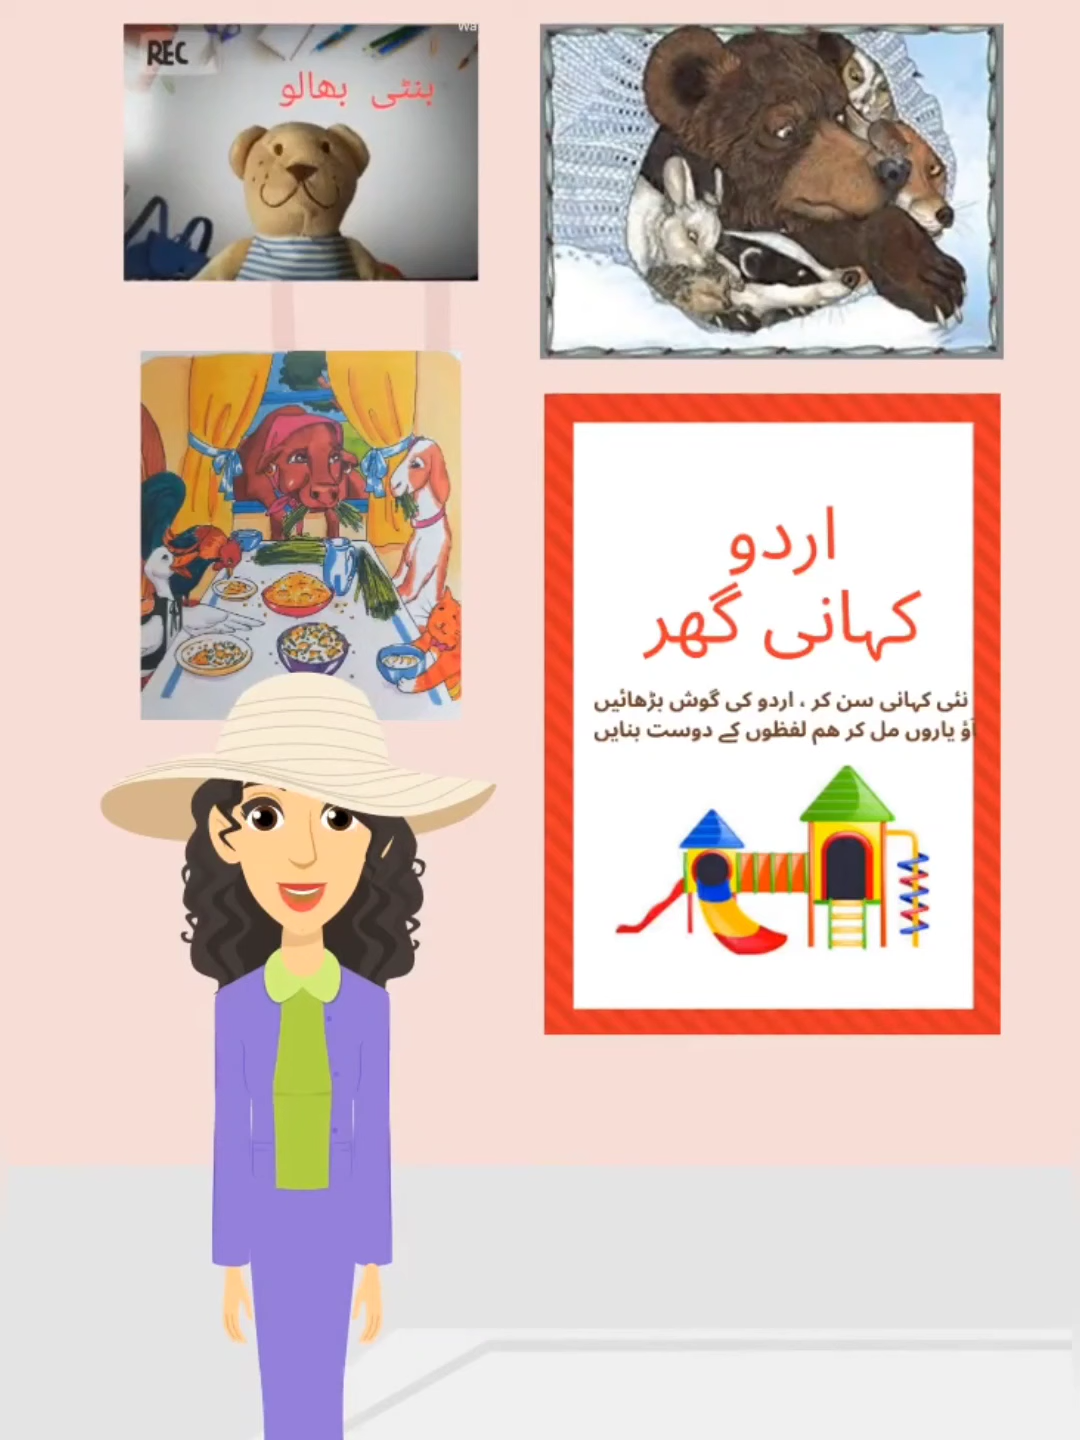 REC
بنٹی بھالو
اردو
کہانی گھر
نئی کہانی سن کر ، اردو کی گوش بڑھائیں
آؤ یاروں مل کر ھم لفظوں کے دوست بنایں